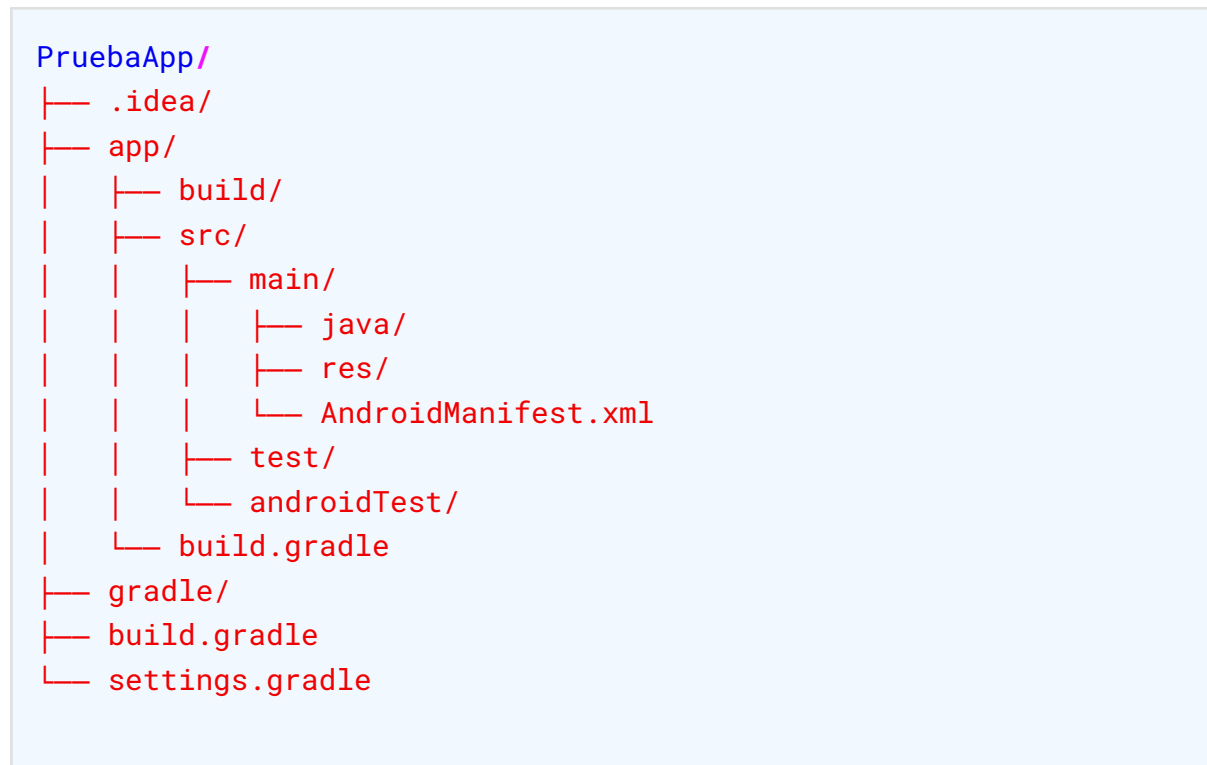 PruebaApp/
├── .idea/
├── app/
│   ├── build/
│   ├── src/
│   │   ├── main/
│   │   │   ├── java/
│   │   │   ├── res/
│   │   │   └── AndroidManifest.xml
│   │   ├── test/
│   │   └── androidTest/
│   └── build.gradle
├── gradle/
├── build.gradle
└── settings.gradle